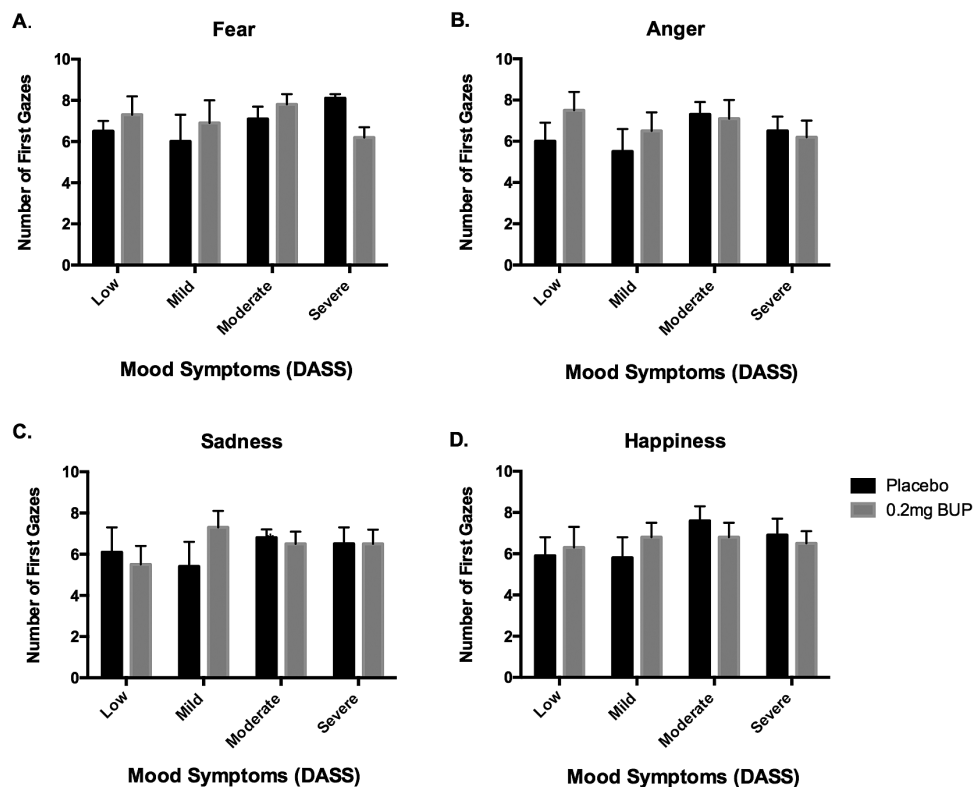 A.
Fear
Number of First Gazes
10
8
6
4
2
0
Low
Mild
Moderate
Severe
Mood Symptoms (DASS)
B.
Anger
Number of First Gazes
10
8
6
4
2
0
Low
Mild
Moderate
Severe
Mood Symptoms (DASS)
C.
Sadness
Number of First Gazes
10
8
6
4
2
0
Low
Mild
Moderate
Severe
Mood Symptoms (DASS)
D.
Happiness
Number of First Gazes
10
8
6
4
2
0
Low
Mild
Moderate
Severe
Mood Symptoms (DASS)
Placebo
0.2mg BUP